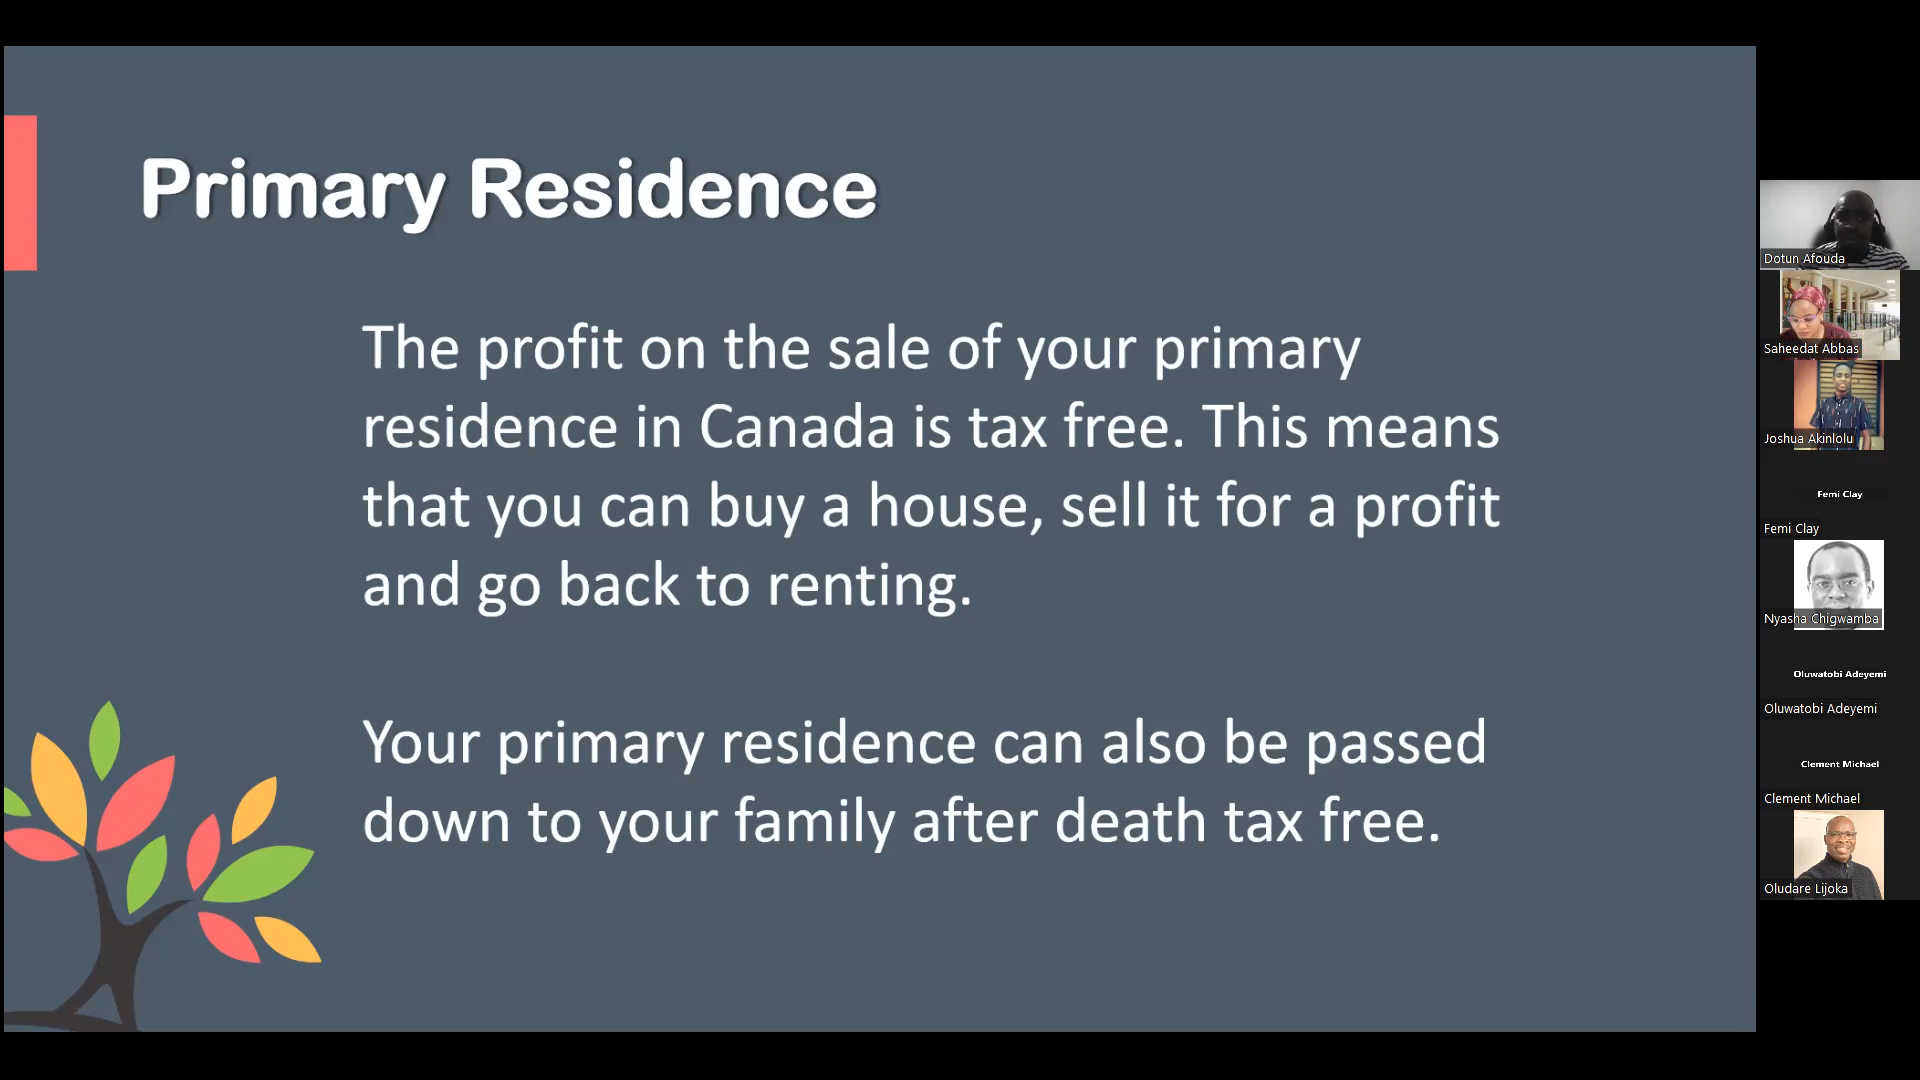 Primary Residence
The profit on the sale of your primary
residence in Canada is tax free. This means
that you can buy a house, sell it for a profit
and go back to renting.
Your primary residence can also be passed
down to your family after death tax free.
Dotun Afouda
Saheedat Abbas
Joshua Akinlolu
Femi Clay
Femi Clay
Nyasha Chigwamba
Oluwatobi Adeyemi
Oluwatobi Adeyemi
Clement Michael
Clement Michael
Oludare Lijoka